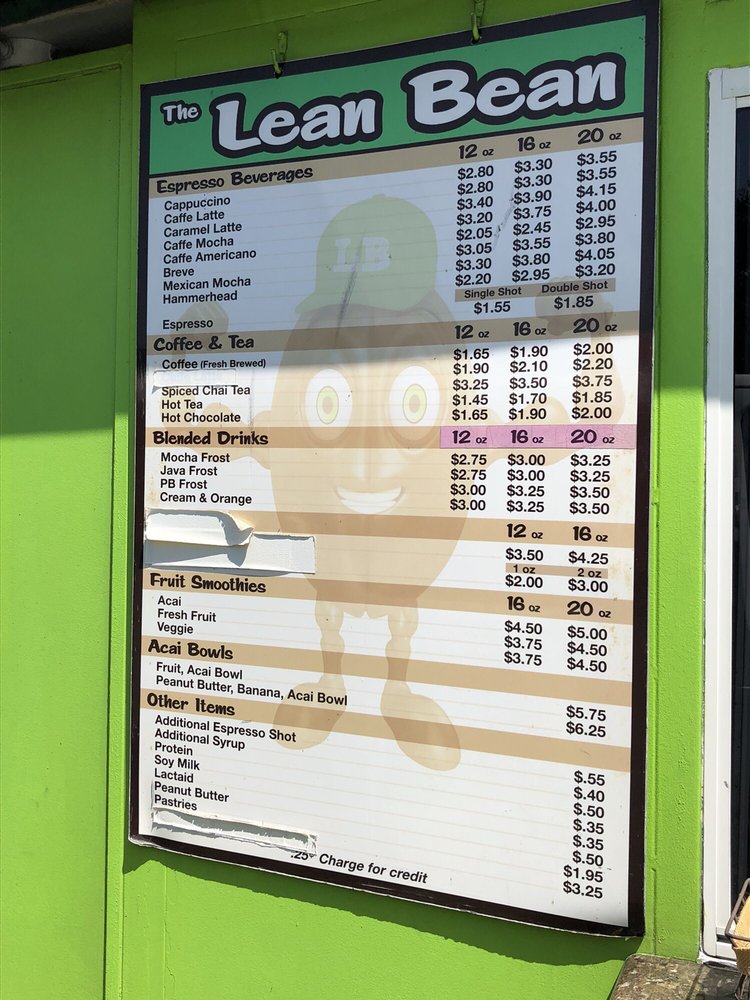 The Lean Bean
Espresso Beverages 12 oz 16 oz 20 oz
Cappuccino $2.80 $3.30 $3.55
Caffe Latte $2.80 $3.30 $3.55
Caramel Latte $3.40 $3.90 $4.15
Caffe Mocha $3.20 $3.75 $4.00
Caffe Americano $2.05 $2.45 $2.95
Breve $3.05 $3.55 $3.80
Mexican Mocha $3.30 $3.80 $4.05
Hammerhead $2.20 $2.95 $3.20
Single Shot Double Shot
Espresso $1.55 $1.85
Coffee & Tea 12 oz 16 oz 20 oz
Coffee (Fresh Brewed) $1.65 $1.90 $2.00
$1.90 $2.10 $2.20
Spiced Chai Tea $3.25 $3.50 $3.75
Hot Tea $1.45 $1.70 $1.85
Hot Chocolate $1.65 $1.90 $2.00
Blended Drinks 12 oz 16 oz 20 oz
Mocha Frost $2.75 $3.00 $3.25
Java Frost $2.75 $3.00 $3.25
PB Frost $3.00 $3.25 $3.50
Cream & Orange $3.00 $3.25 $3.50
12 oz 16 oz
$3.50 $4.25
1 oz 2 oz
$2.00 $3.00
Fruit Smoothies 16 oz 20 oz
Acai $4.50 $5.00
Fresh Fruit $3.75 $4.50
Veggie $3.75 $4.50
Acai Bowls
Fruit, Acai Bowl $5.75
Peanut Butter, Banana, Acai Bowl $6.25
Other Items
Additional Espresso Shot $.55
Additional Syrup $.40
Protein $.50
Soy Milk $.35
Lactaid $.35
Peanut Butter $.50
Pastries $1.95
$3.25
.25¢ Charge for credit
LB